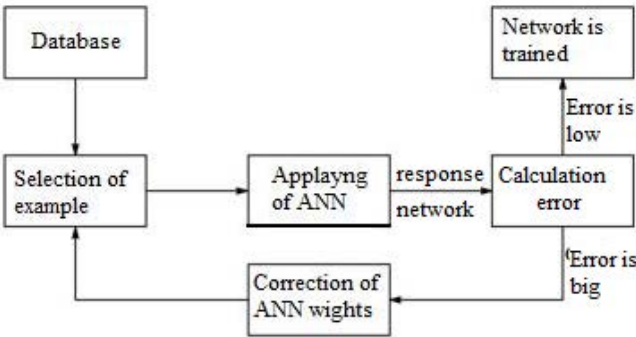 Database
Network is
trained
Error is
low
Selection of
example
Applayng
of ANN
response
network
Calculation
error
Error is
big
Correction of
ANN wights